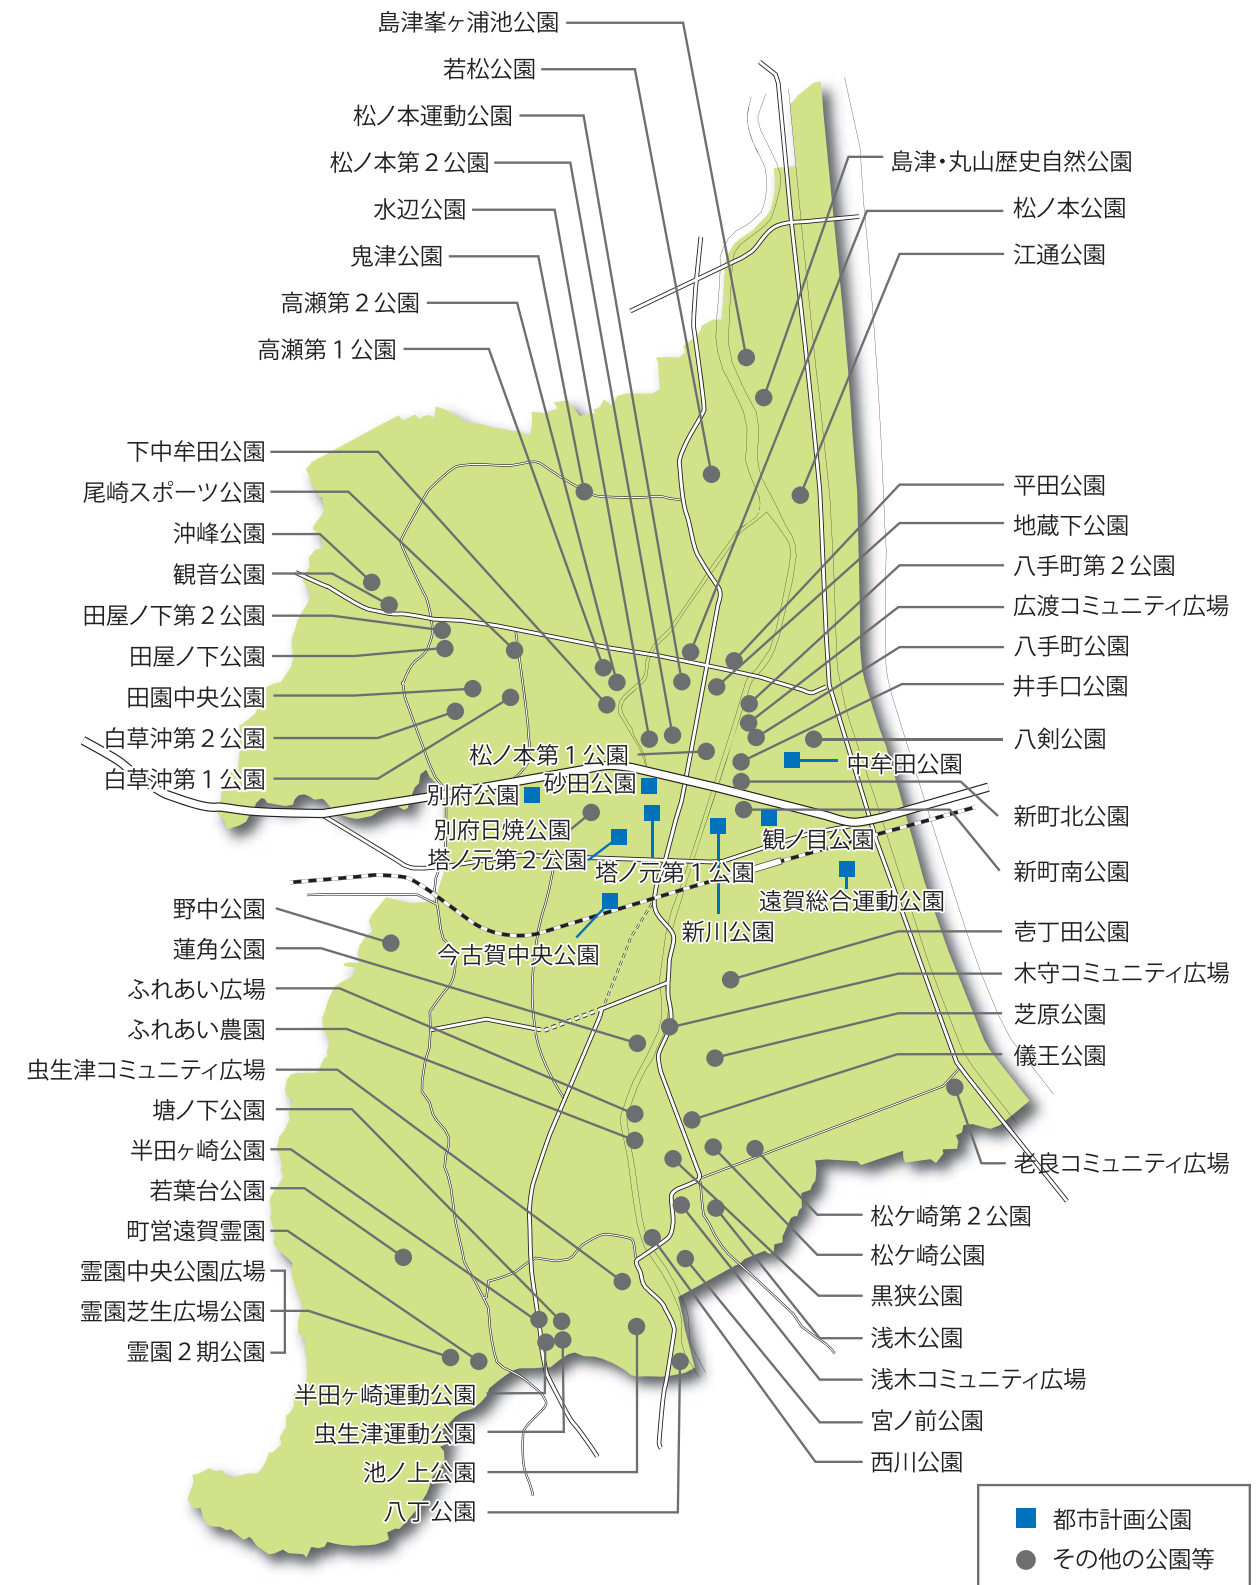 島津峯ヶ浦池公園
若松公園
松ノ本運動公園
松ノ本第２公園
水辺公園
鬼津公園
高瀬第２公園
高瀬第１公園
島津・丸山歴史自然公園
松ノ本公園
江通公園
下中牟田公園
尾崎スポーツ公園
沖峰公園
観音公園
田屋ノ下第２公園
田屋ノ下公園
田園中央公園
白草沖第２公園
白草沖第１公園
平田公園
地蔵下公園
八手町第２公園
広渡コミュニティ広場
八手町公園
井手口公園
八剣公園
新町北公園
新町南公園
松ノ本第１公園
中牟田公園
砂田公園
別府公園
別府日焼公園
観ノ目公園
塔ノ元第２公園
塔ノ元第１公園
遠賀総合運動公園
新川公園
今古賀中央公園
野中公園
蓮角公園
ふれあい広場
ふれあい農園
虫生津コミュニティ広場
塘ノ下公園
半田ヶ崎公園
若葉台公園
町営遠賀霊園
霊園中央公園広場
霊園芝生広場公園
霊園２期公園
壱丁田公園
木守コミュニティ広場
芝原公園
儀王公園
老良コミュニティ広場
松ケ崎第２公園
松ケ崎公園
黒狭公園
浅木公園
浅木コミュニティ広場
宮ノ前公園
西川公園
半田ヶ崎運動公園
虫生津運動公園
池ノ上公園
八丁公園
都市計画公園
その他の公園等